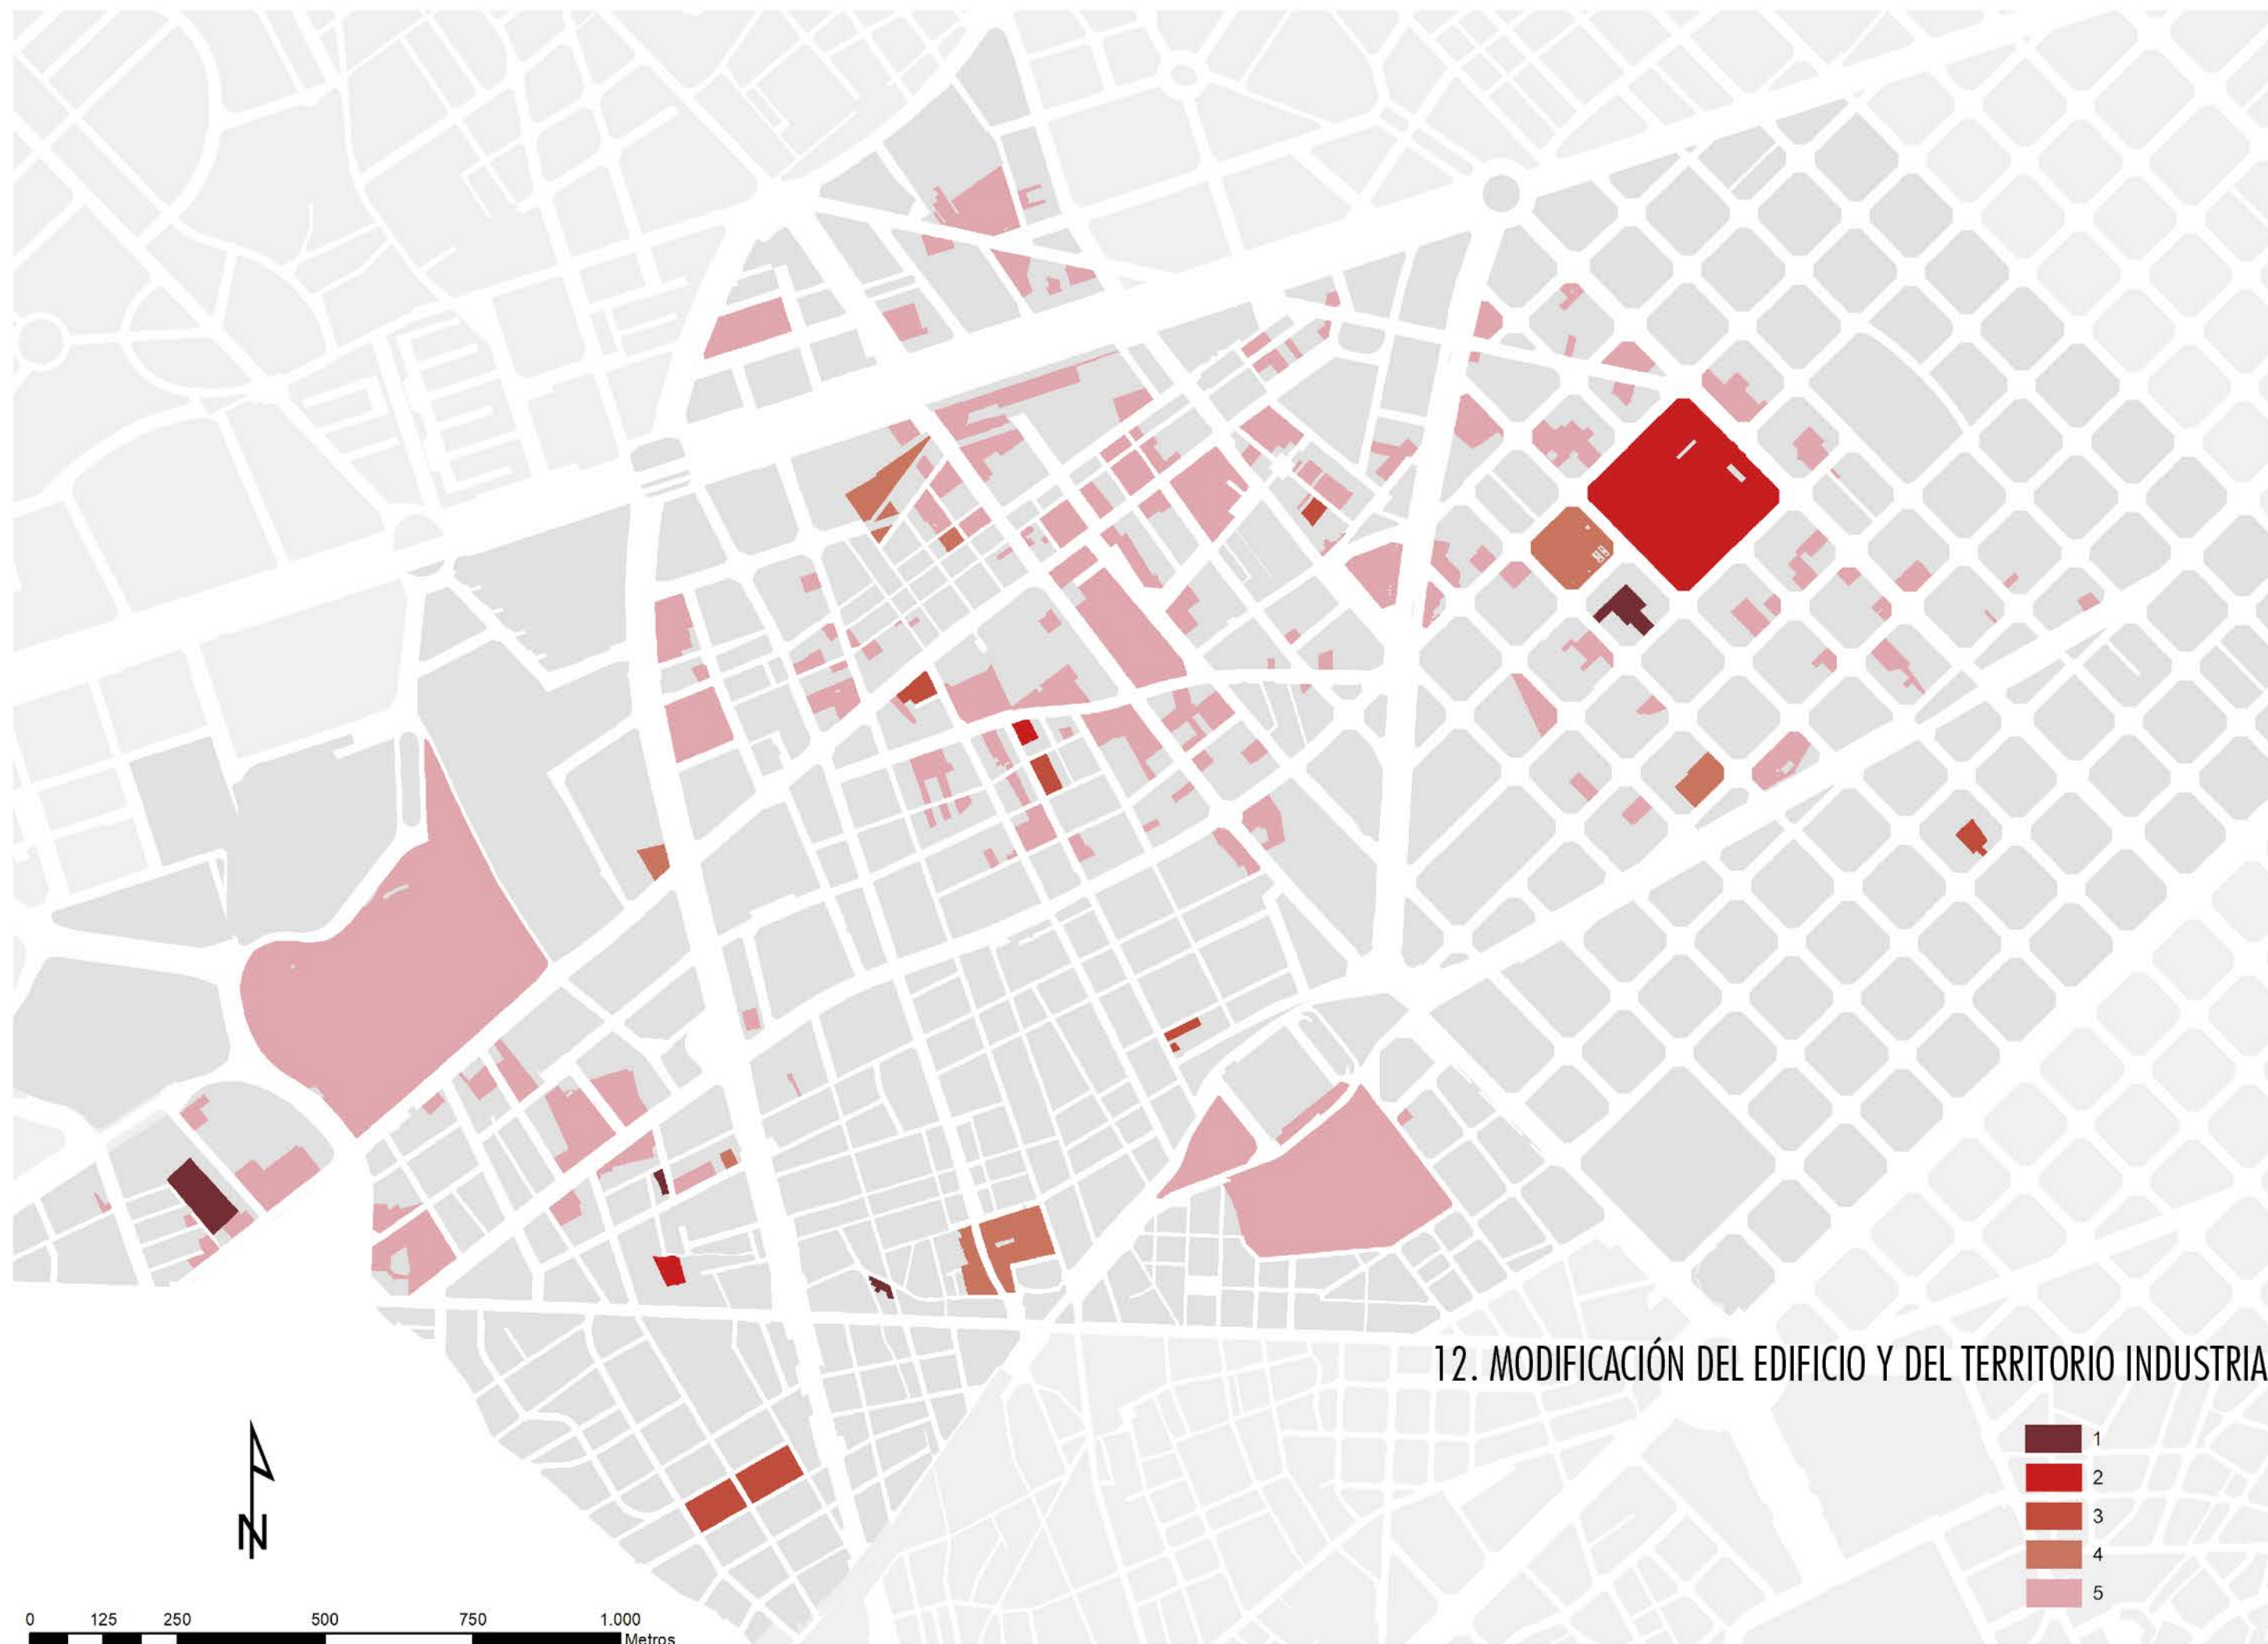 12. MODIFICACIÓN DEL EDIFICIO Y DEL TERRITORIO INDUSTRIA
1
2
3
4
5
N
0 125 250 500 750 1.000
Metros